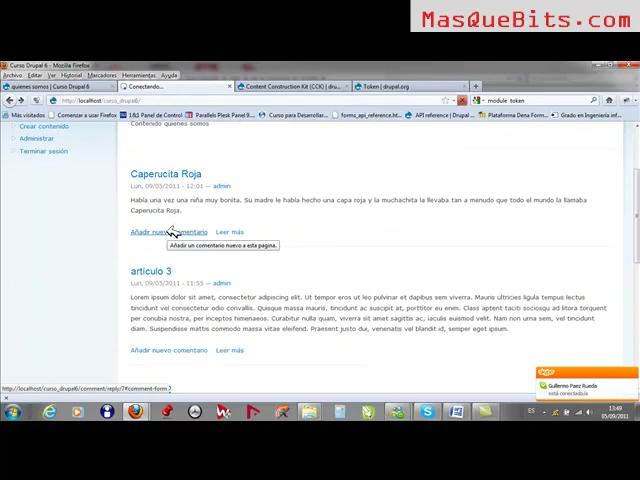 MasQueBits.com
Curso Drupal 6 - Mozilla Firefox
Archivo Editar Ver Historial Marcadores Herramientas Ayuda
quienes somos | Curso Drupal 6
Conectando...
Content Construction Kit (CCK) | dru...
Token | drupal.org
http://localhost/curso_drupal6/
module token
Más visitados
Comenzar a usar Firefox
1&1 Panel de Control
Parallels Plesk Panel 9...
Curso para Desarrollar...
forms_api_reference.ht...
API reference | Drupal
Plataforma Dena Form...
Grado en Ingeniería inf...
Crear contenido
Administrar
Terminar sesión
Contenido quienes somos
Caperucita Roja
Lun, 09/05/2011 - 12:01 — admin
Había una vez una niña muy bonita. Su madre le había hecho una capa roja y la muchachita la llevaba tan a menudo que todo el mundo la llamaba
Caperucita Roja.
Añadir nuevo comentario
Leer más
Añadir un comentario nuevo a esta página.
artículo 3
Lun, 09/05/2011 - 11:55 — admin
Lorem ipsum dolor sit amet, consectetur adipiscing elit. Ut tempor eros ut leo pulvinar et dapibus sem viverra. Mauris ultricies ligula tempus lectus
tincidunt vel consectetur odio convallis. Quisque massa mauris, tincidunt ac suscipit at, porttitor eu enim. Class aptent taciti sociosqu ad litora torquent
per conubia nostra, per inceptos himenaeos. Curabitur nulla quam, viverra sit amet sagittis ac, iaculis euismod velit. Nam non urna sem, vel tristique
dolor. Suspendisse mattis commodo massa vitae eleifend. Praesent justo dui, venenatis vel blandit id, semper eget ipsum.
Añadir nuevo comentario
Leer más
skype
Guillermo Paez Rueda
está conectado/a
http://localhost/curso_drupal6/comment/reply/7#comment-form
ES
13:49
05/09/2011